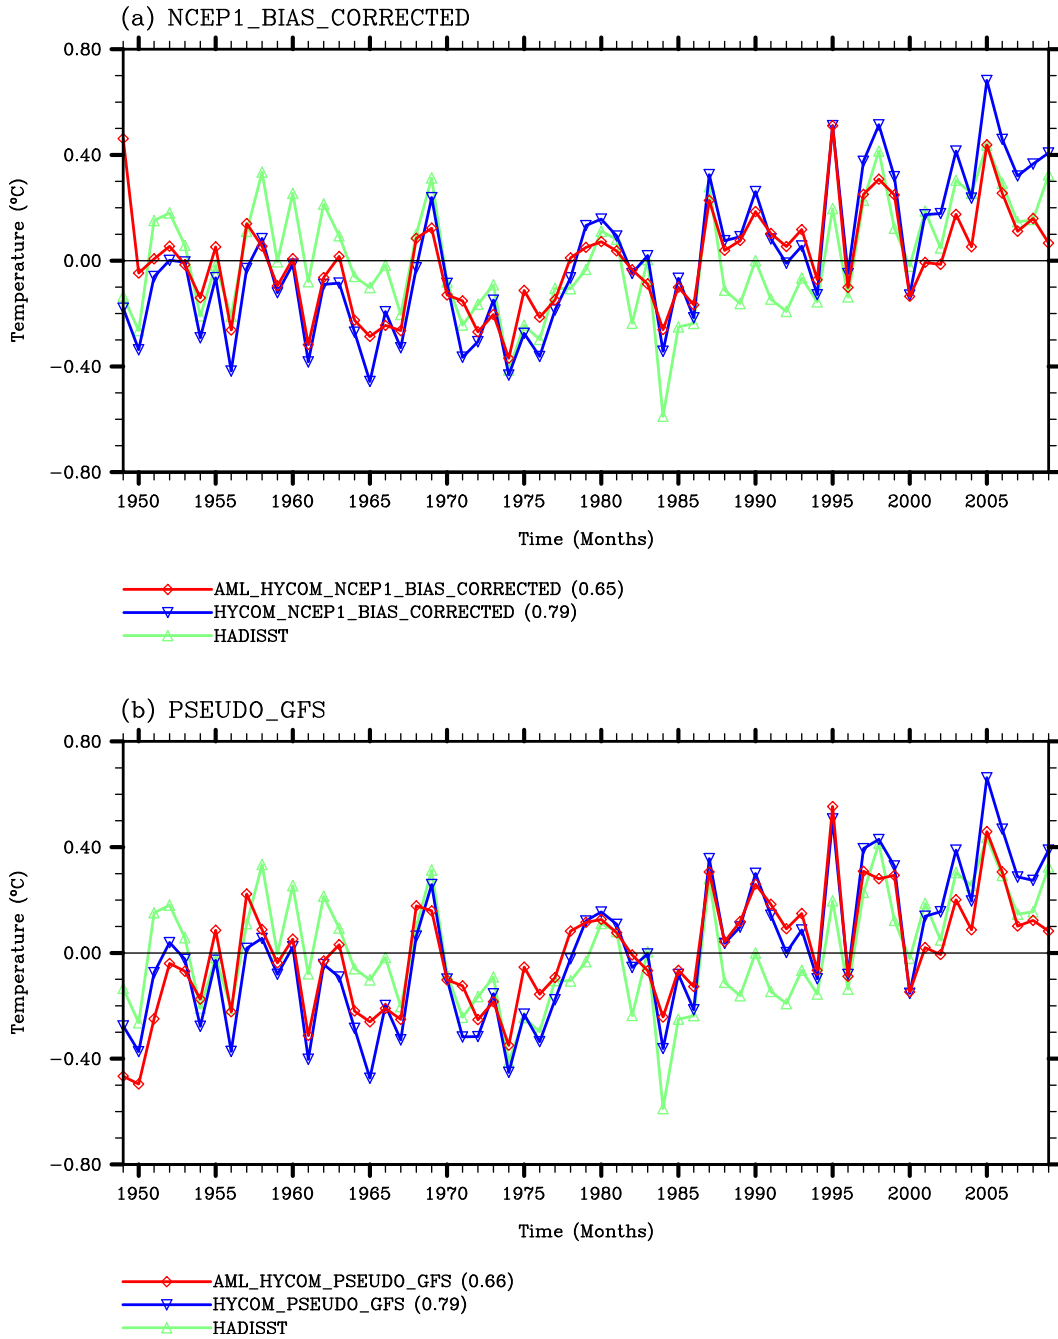 (a) NCEP1_BIAS_CORRECTED
0.80
0.40
0.00
−0.40
−0.80
Temperature (°C)
1950 1955 1960 1965 1970 1975 1980 1985 1990 1995 2000 2005
Time (Months)
AML_HYCOM_NCEP1_BIAS_CORRECTED (0.65)
HYCOM_NCEP1_BIAS_CORRECTED (0.79)
HADISST
(b) PSEUDO_GFS
0.80
0.40
0.00
−0.40
−0.80
Temperature (°C)
1950 1955 1960 1965 1970 1975 1980 1985 1990 1995 2000 2005
Time (Months)
AML_HYCOM_PSEUDO_GFS (0.66)
HYCOM_PSEUDO_GFS (0.79)
HADISST